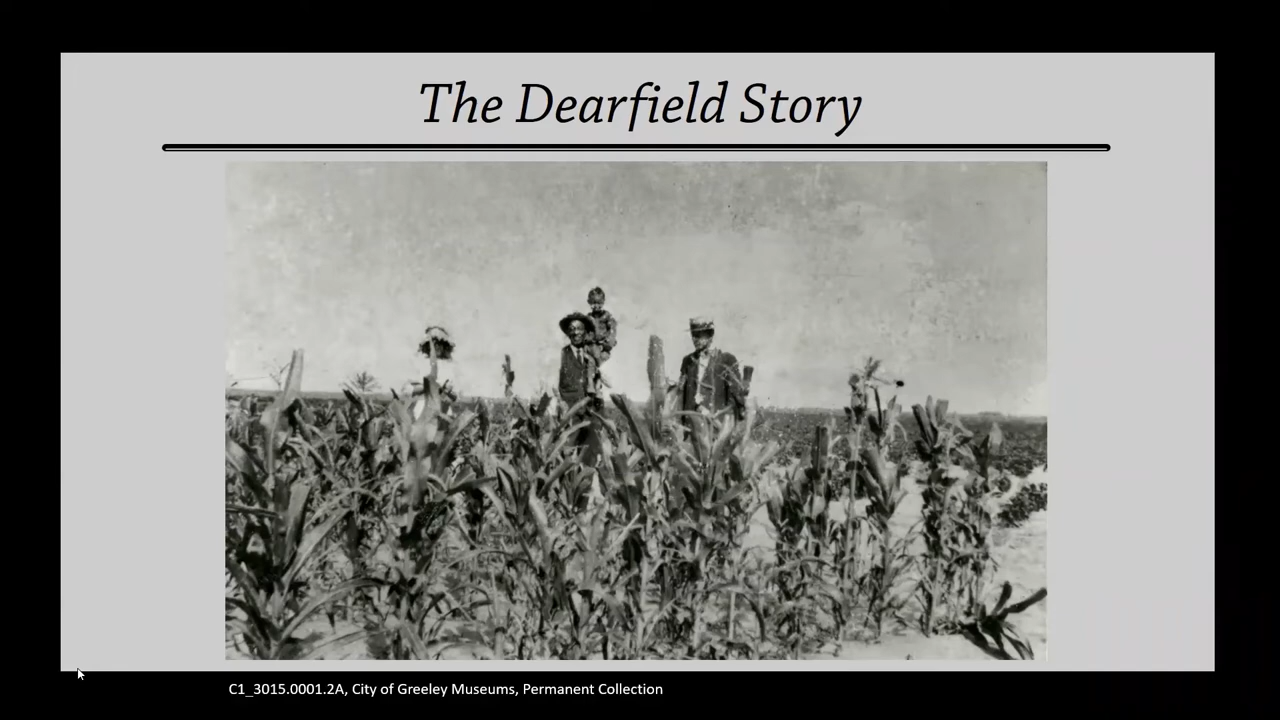 The Dearfield Story
C1_3015.0001.2A, City of Greeley Museums, Permanent Collection